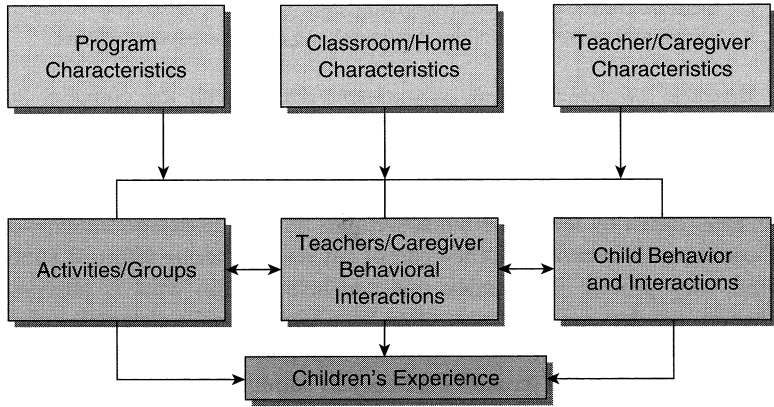 Program
Characteristics
Classroom/Home
Characteristics
Teacher/Caregiver
Characteristics
Activities/Groups
Teachers/Caregiver
Behavioral
Interactions
Child Behavior
and Interactions
Children's Experience